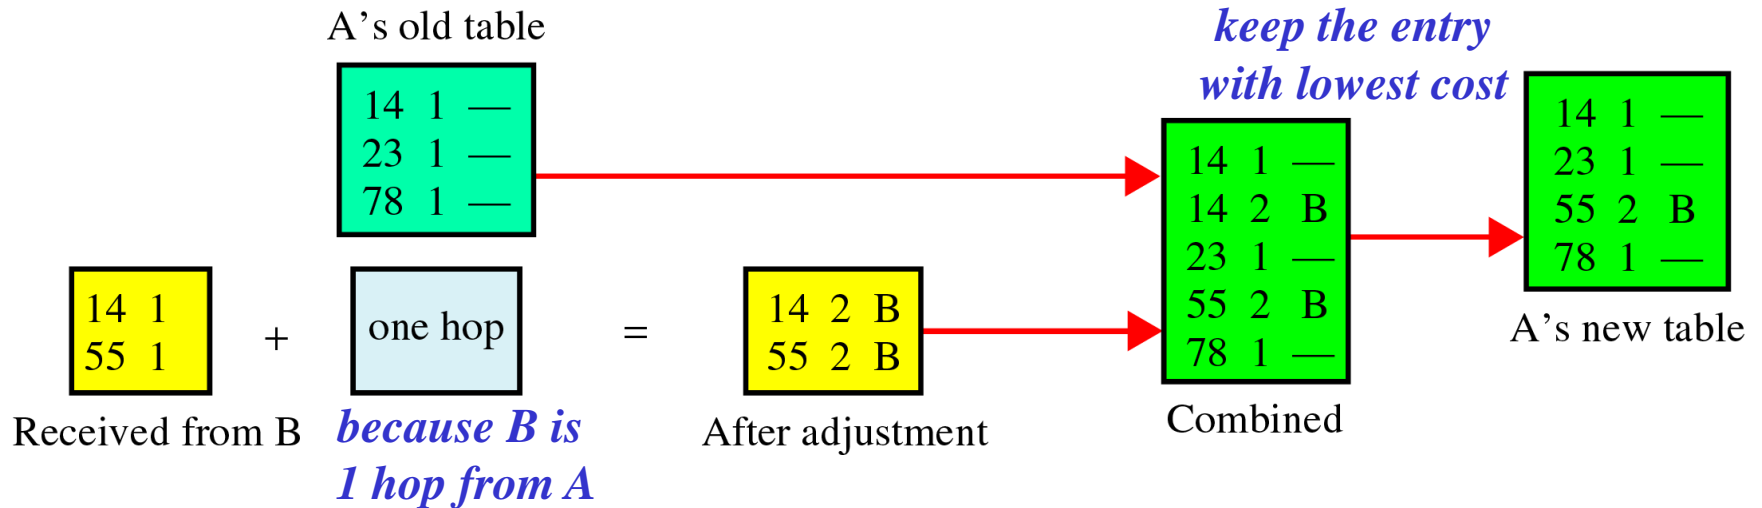 A’s old table
14 1 —
23 1 —
78 1 —
Received from B
14 1
55 1
+
one hop
because B is
1 hop from A
=
14 2 B
55 2 B
After adjustment
keep the entry
with lowest cost
14 1 —
14 2 B
23 1 —
55 2 B
78 1 —
Combined
14 1 —
23 1 —
55 2 B
78 1 —
A’s new table